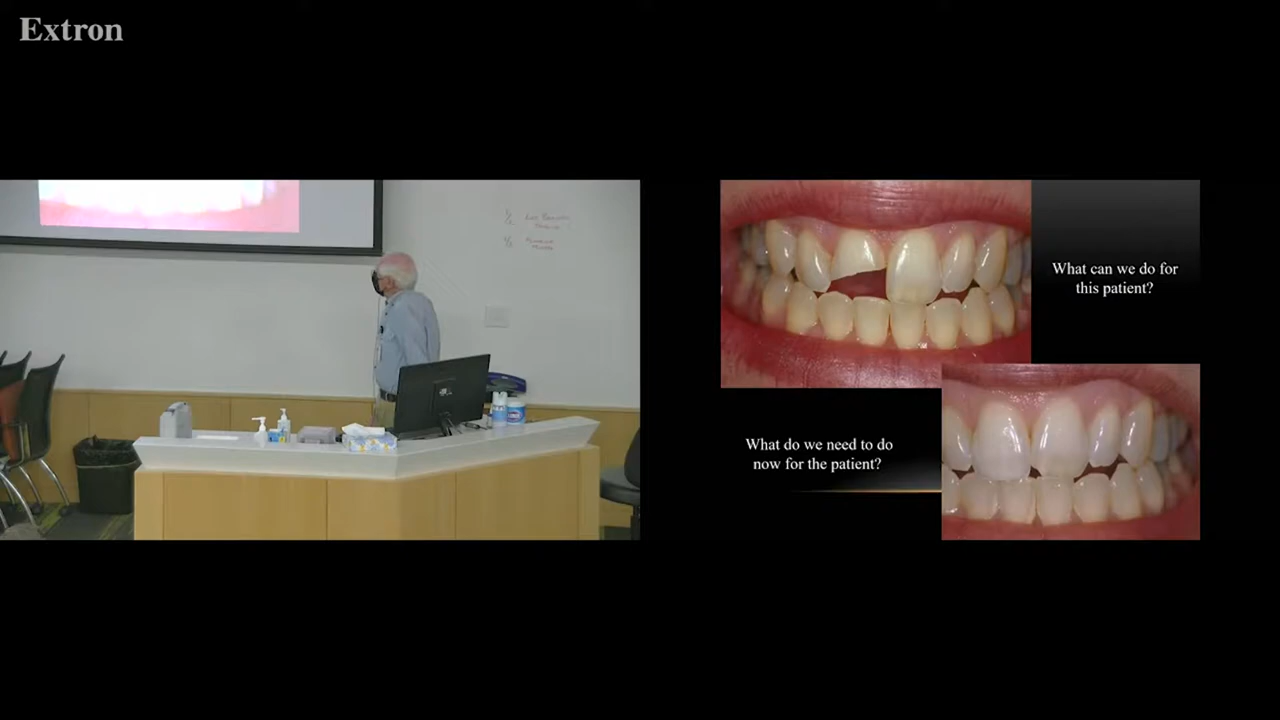 Extron
What can we do for
this patient?
What do we need to do
now for the patient?